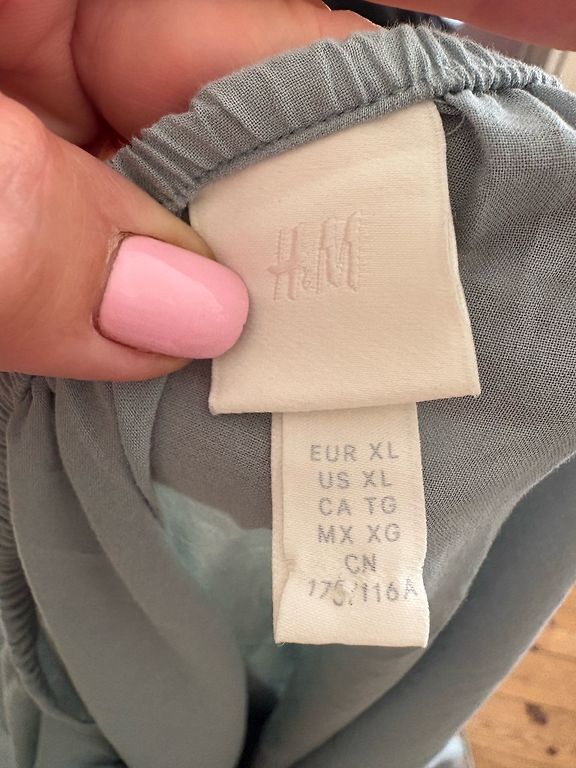 H&M
EUR XL
US XL
CA TG
MX XG
CN
175/116A